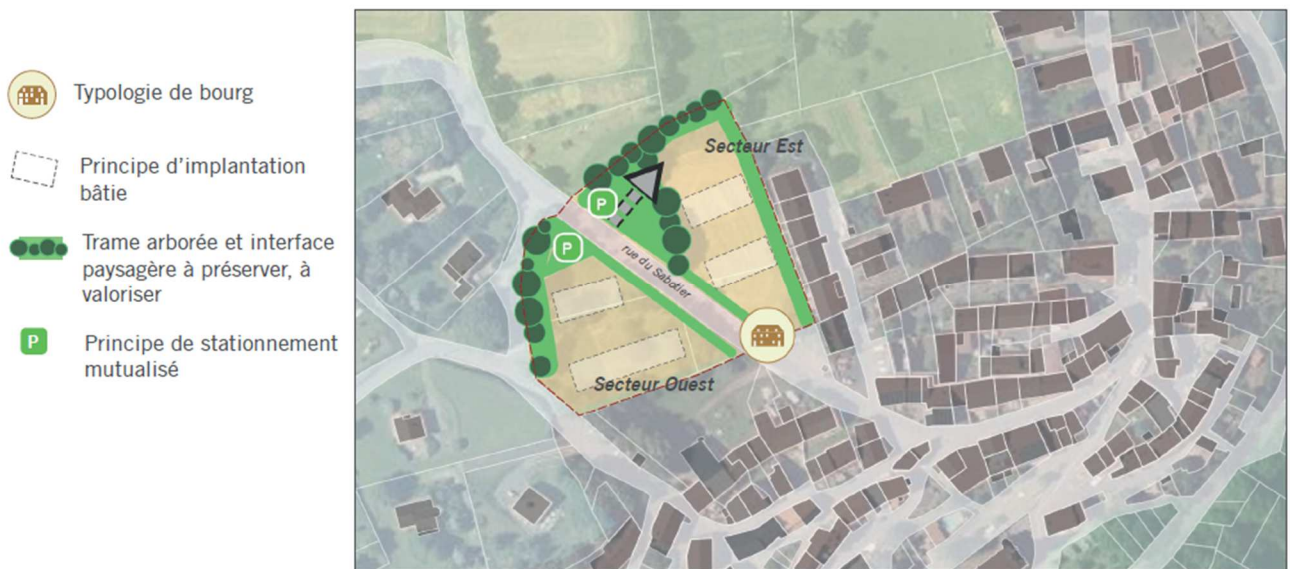 Typologie de bourg
Principe d'implantation
bâtie
Trame arborée et interface
paysagère à préserver, à
valoriser
P
Principe de stationnement
mutualisé
Secteur Est
P
P
rue du Sabotier
Secteur Ouest